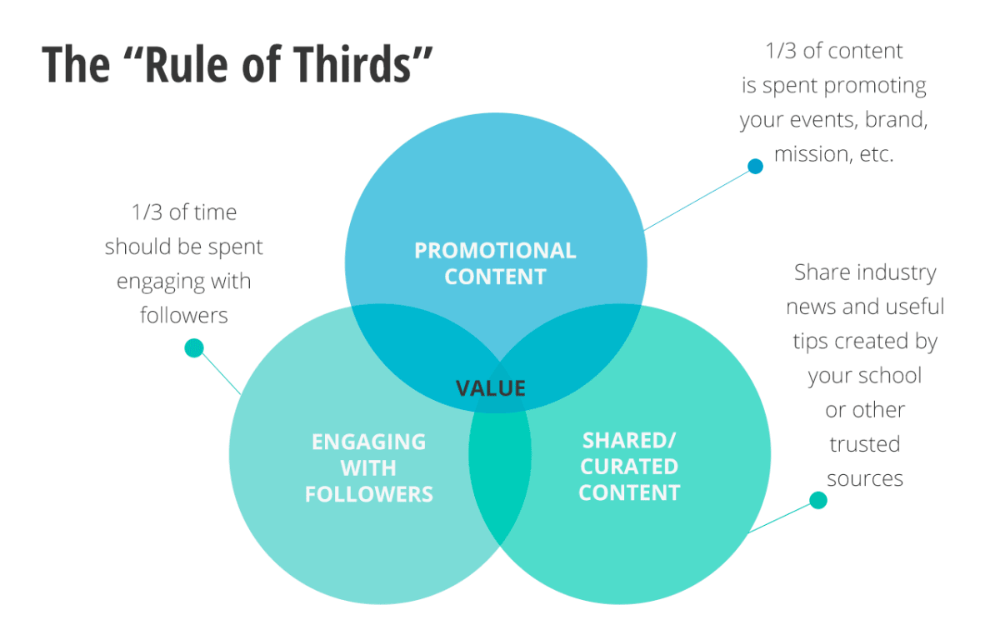 The “Rule of Thirds”
1/3 of content
is spent promoting
your events, brand,
mission, etc.
1/3 of time
should be spent
engaging with
followers
PROMOTIONAL
CONTENT
Share industry
news and useful
tips created by
your school
or other
trusted
sources
VALUE
ENGAGING
WITH
FOLLOWERS
SHARED/
CURATED
CONTENT